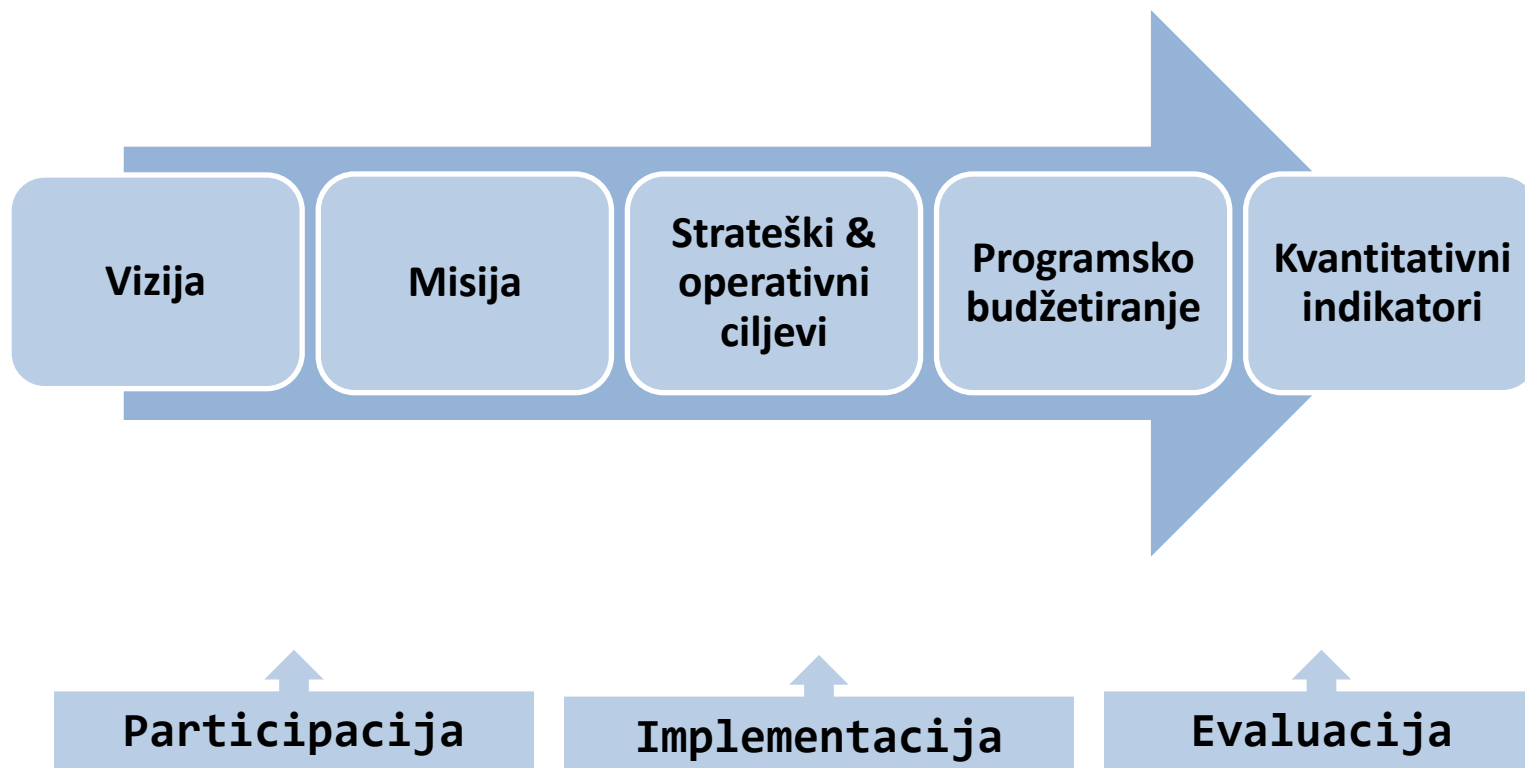 Vizija
Misija
Strateški &
operativni
ciljevi
Programsko
budžetiranje
Kvantitativni
indikatori
Participacija
Implementacija
Evaluacija